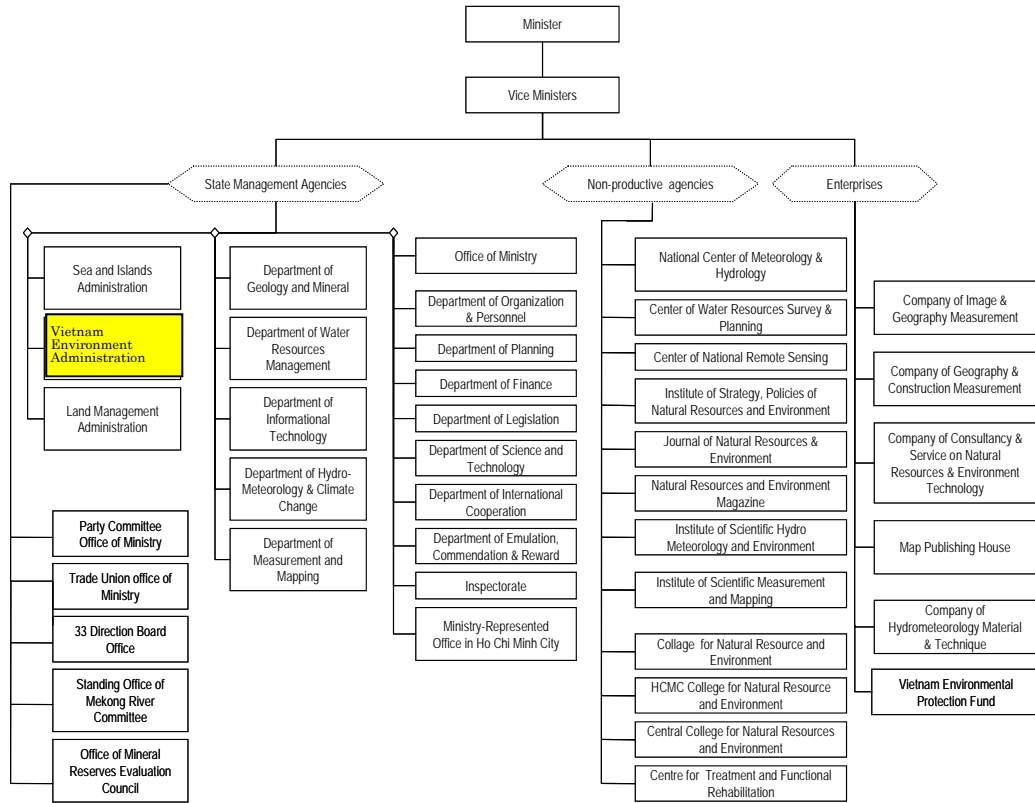 Minister
Vice Ministers
State Management Agencies
Non-productive agencies
Enterprises
Sea and Islands
Administration
Vietnam
Environment
Administration
Land Management
Administration
Party Committee
Office of Ministry
Trade Union office of
Ministry
33 Direction Board
Office
Standing Office of
Mekong River
Committee
Office of Mineral
Reserves Evaluation
Council
Department of
Geology and Mineral
Department of Water
Resources
Management
Department of
Informational
Technology
Department of Hydro-
Meteorology & Climate
Change
Department of
Measurement and
Mapping
Office of Ministry
Department of Organization
& Personnel
Department of Planning
Department of Finance
Department of Legislation
Department of Science and
Technology
Department of International
Cooperation
Department of Emulation,
Commendation & Reward
Inspectorate
Ministry-Represented
Office in Ho Chi Minh City
National Center of Meteorology &
Hydrology
Center of Water Resources Survey &
Planning
Center of National Remote Sensing
Institute of Strategy, Policies of
Natural Resources and Environment
Journal of Natural Resources &
Environment
Natural Resources and Environment
Magazine
Institute of Scientific Hydro
Meteorology and Environment
Institute of Scientific Measurement
and Mapping
Collage for Natural Resource and
Environment
HCMC College for Natural Resource
and Environment
Central College for Natural Resources
and Environment
Centre for Treatment and Functional
Rehabilitation
Company of Image &
Geography Measurement
Company of Geography &
Construction Measurement
Company of Consultancy &
Service on Natural
Resources & Environment
Technology
Map Publishing House
Company of
Hydrometeorology Material
& Technique
Vietnam Environmental
Protection Fund